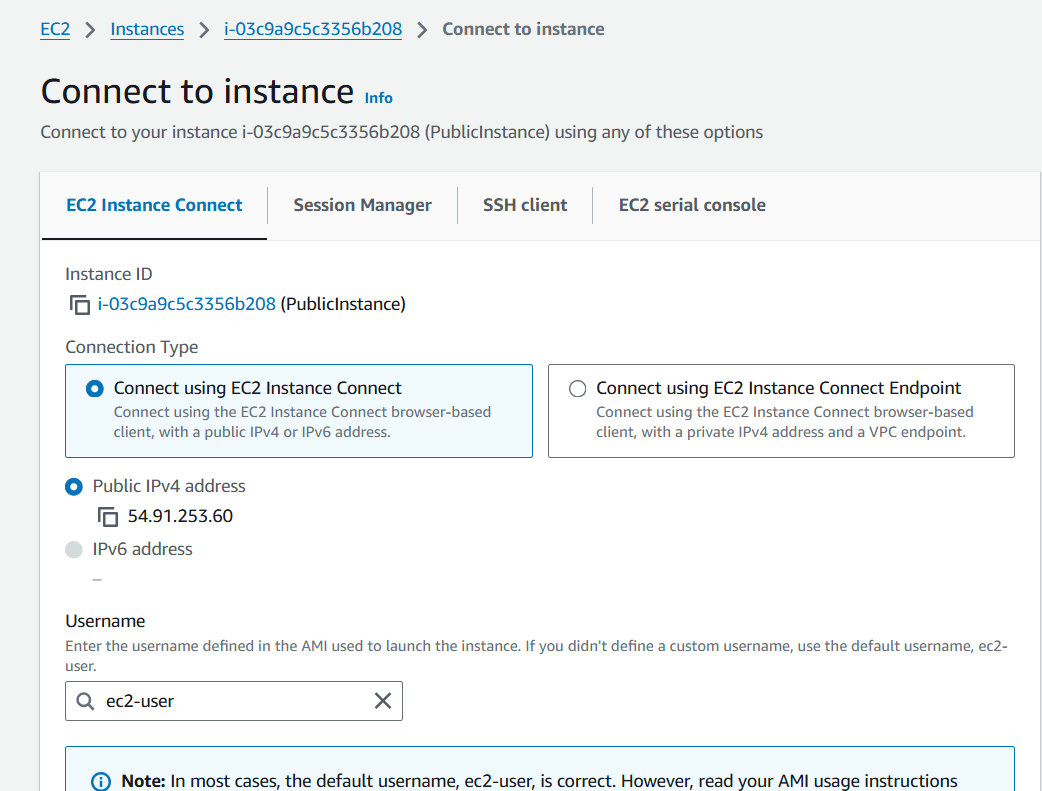 EC2 > Instances > i-03c9a9c5c3356b208 > Connect to instance
Connect to instance Info
Connect to your instance i-03c9a9c5c3356b208 (PublicInstance) using any of these options
EC2 Instance Connect Session Manager SSH client EC2 serial console
Instance ID
i-03c9a9c5c3356b208 (PublicInstance)
Connection Type
Connect using EC2 Instance Connect
Connect using the EC2 Instance Connect browser-based
client, with a public IPv4 or IPv6 address.
Connect using EC2 Instance Connect Endpoint
Connect using the EC2 Instance Connect browser-based
client, with a private IPv4 address and a VPC endpoint.
Public IPv4 address
54.91.253.60
IPv6 address
–
Username
Enter the username defined in the AMI used to launch the instance. If you didn't define a custom username, use the default username, ec2-
user.
ec2-user
Note: In most cases, the default username, ec2-user, is correct. However, read your AMI usage instructions